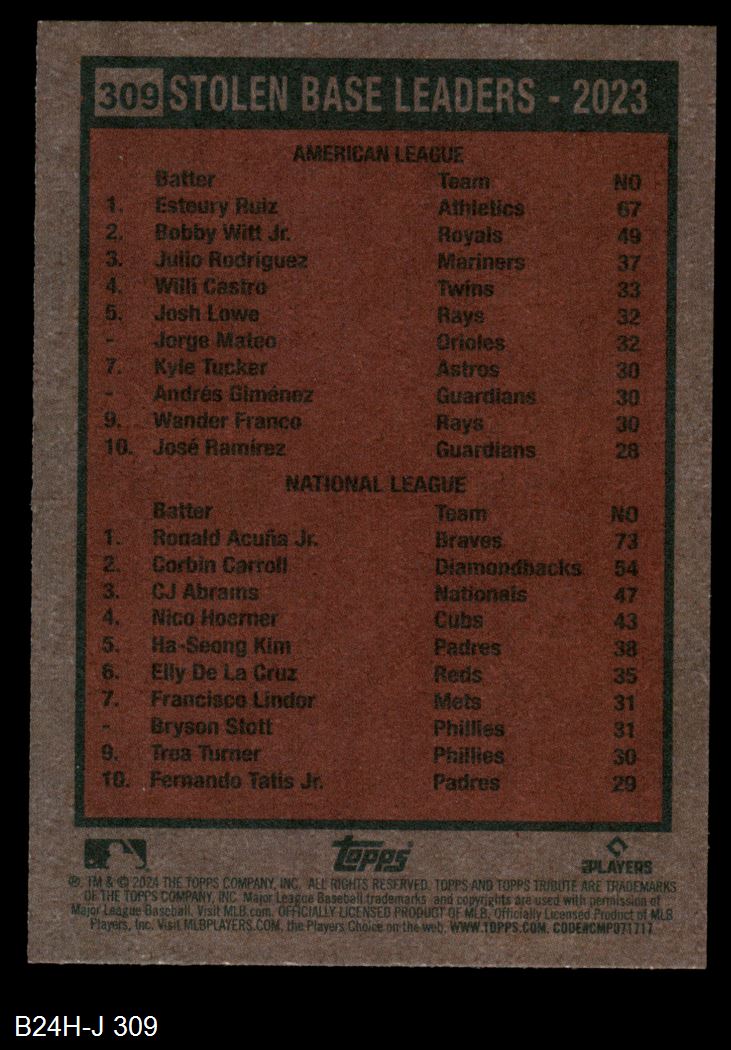 309 STOLEN BASE LEADERS - 2023
AMERICAN LEAGUE
Batter Team NO
1. Esteury Ruiz Athletics 67
2. Bobby Witt Jr. Royals 49
3. Julio Rodríguez Mariners 37
4. Willi Castro Twins 33
5. Josh Lowe Rays 32
- Jorge Mateo Orioles 32
7. Kyle Tucker Astros 30
- Andrés Giménez Guardians 30
9. Wander Franco Rays 30
10. José Ramírez Guardians 28
NATIONAL LEAGUE
Batter Team NO
1. Ronald Acuña Jr. Braves 73
2. Corbin Carroll Diamondbacks 54
3. CJ Abrams Nationals 47
4. Nico Hoerner Cubs 43
5. Ha-Seong Kim Padres 38
6. Elly De La Cruz Reds 35
7. Francisco Lindor Mets 31
- Bryson Stott Phillies 31
9. Trea Turner Phillies 30
10. Fernando Tatis Jr. Padres 29
Topps
PLAYERS
®, TM & © 2024 THE TOPPS COMPANY, INC. ALL RIGHTS RESERVED. TOPPS AND TOPPS TRIBUTE ARE TRADEMARKS
OF THE TOPPS COMPANY, INC. Major League Baseball trademarks and copyrights are used with permission of
Major League Baseball. Visit MLB.com. OFFICIALLY LICENSED PRODUCT OF MLB. Officially Licensed Product of MLB
Players, Inc. Visit MLBPLAYERS.COM, the Players Choice on the web. WWW.TOPPS.COM. CODE#CMP071717
B24H-J 309